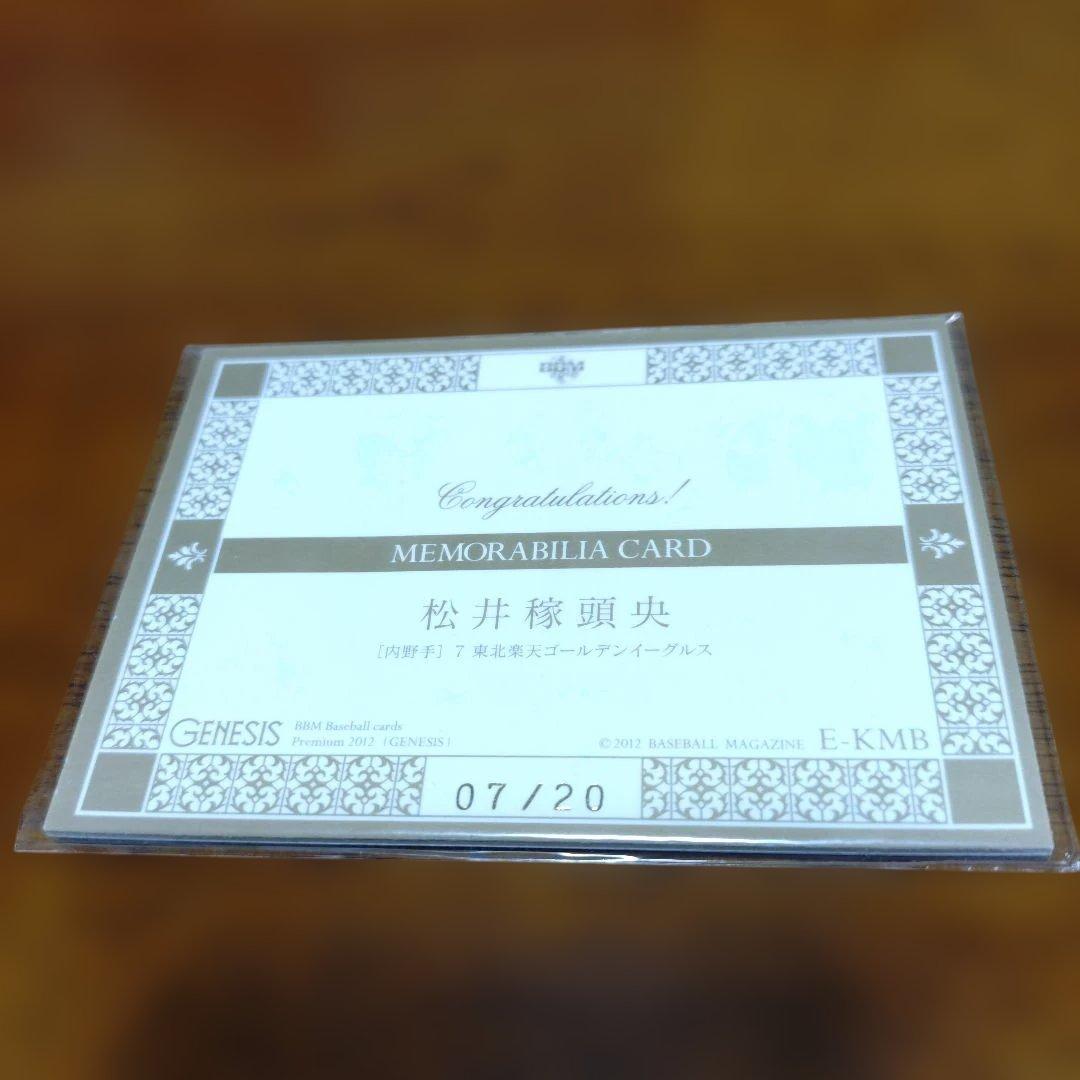 BBM
Congratulations!
MEMORABILIA CARD
松井稼頭央
［内野手］ 7 東北楽天ゴールデンイーグルス
GENESIS BBM Baseball cards
Premium 2012 [GENESIS]
©2012 BASEBALL MAGAZINE E-KMB
07/20